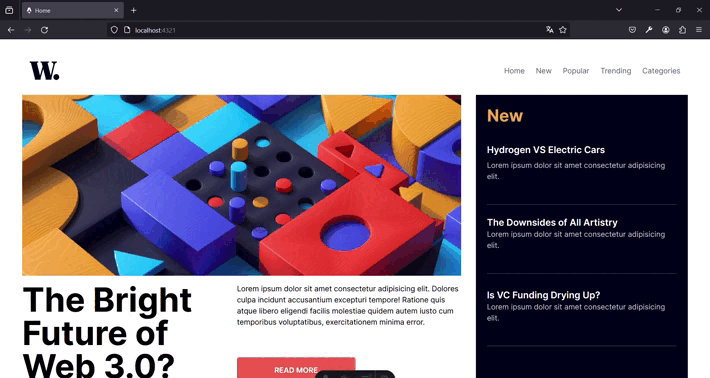 Home
localhost:4321
W.
Home New Popular Trending Categories
New
Hydrogen VS Electric Cars
Lorem ipsum dolor sit amet consectetur adipisicing
elit.
The Downsides of All Artistry
Lorem ipsum dolor sit amet consectetur adipisicing
elit.
Is VC Funding Drying Up?
Lorem ipsum dolor sit amet consectetur adipisicing
elit.
The Bright
Future of
Web 3.0?
Lorem ipsum dolor sit amet consectetur adipisicing elit. Dolores
culpa incidunt accusantium excepturi tempore! Ratione quis
atque libero eligendi facilis molestiae quidem autem iusto cum
temporibus voluptatibus, exercitationem minima error.
READ MORE